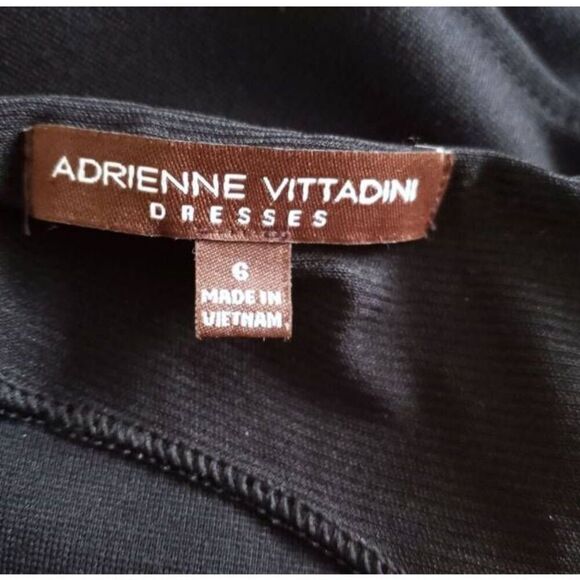 ADRIENNE VITTADINI
DRESSES
6
MADE IN
VIETNAM